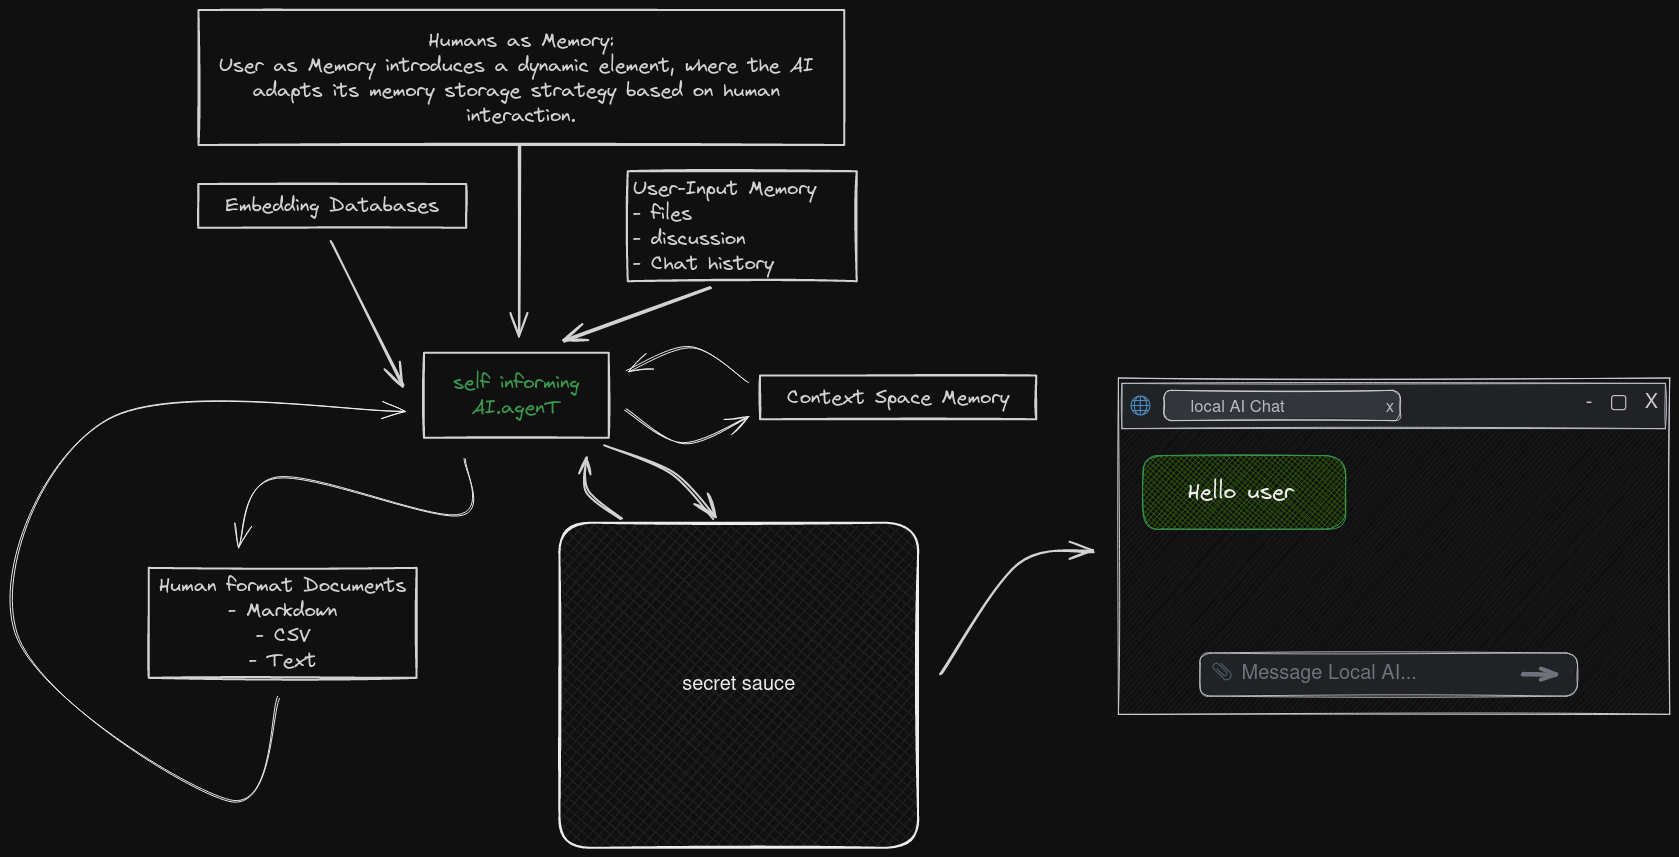 Humans as Memory:
User as Memory introduces a dynamic element, where the AI
adapts its memory storage strategy based on human
interaction.
Embedding Databases
User-Input Memory
- files
- discussion
- Chat history
self informing
AI.agenT
Context Space Memory
Human format Documents
- Markdown
- CSV
- Text
secret sauce
local AI Chat x
- X
Hello user
Message Local AI...